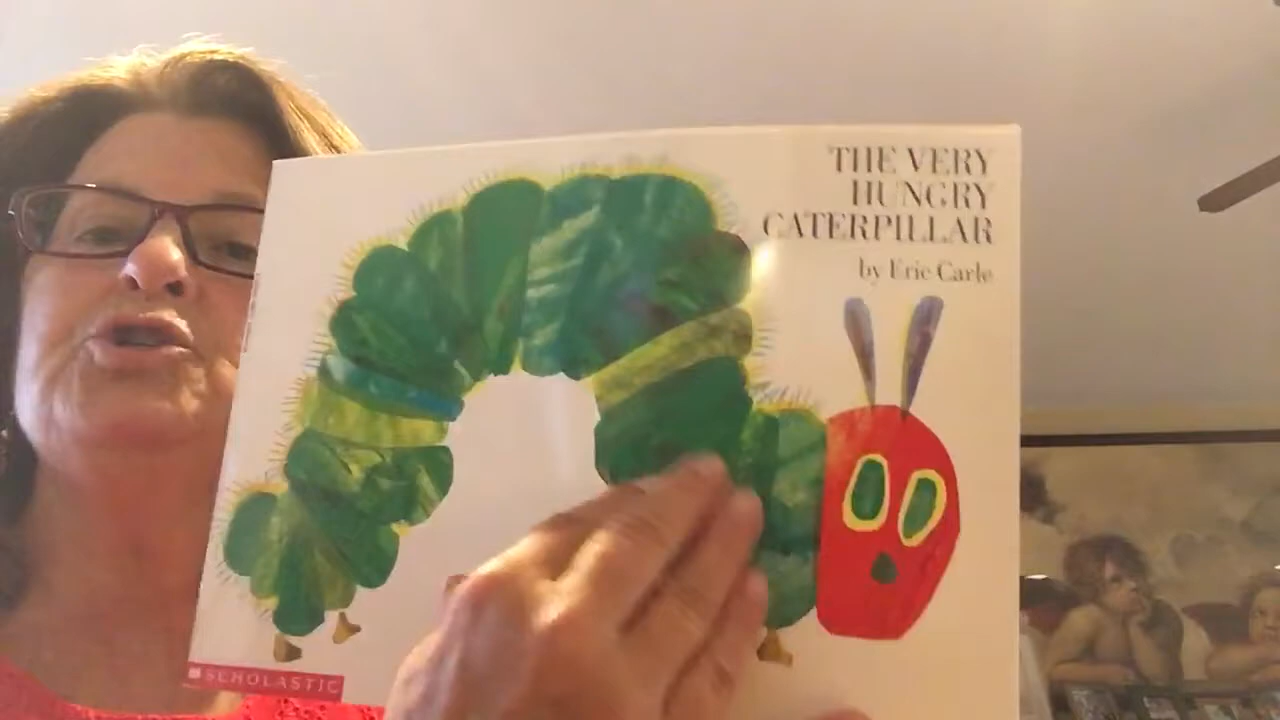 THE VERY
HUNGRY
CATERPILLAR
by Eric Carle
SCHOLASTIC